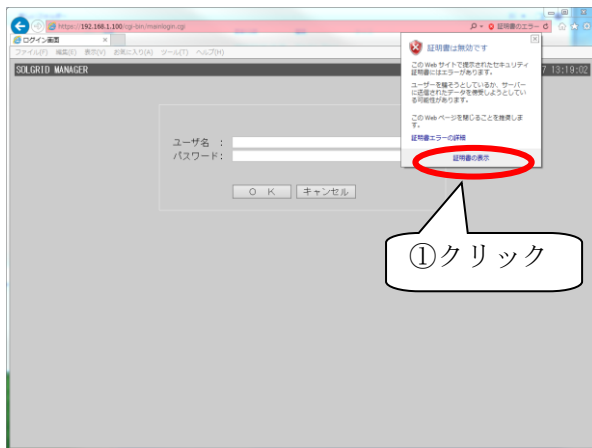 https://192.168.1.100/cgi-bin/mainlogin.cgi
証明書のエラー
ログイン画面
ファイル(F) 編集(E) 表示(V) お気に入り(A) ツール(T) ヘルプ(H)
SOLGRID MANAGER
7 13:19:02
証明書は無効です
この Web サイトで提示されたセキュリティ
証明書にはエラーがあります。
ユーザーを騙そうとしているか、サーバー
に送信されたデータを傍受しようとしてい
る可能性があります。
この Web ページを閉じることを推奨しま
す。
証明書エラーの詳細
証明書の表示
ユーザ名 :
パスワード:
O K
キャンセル
①クリック